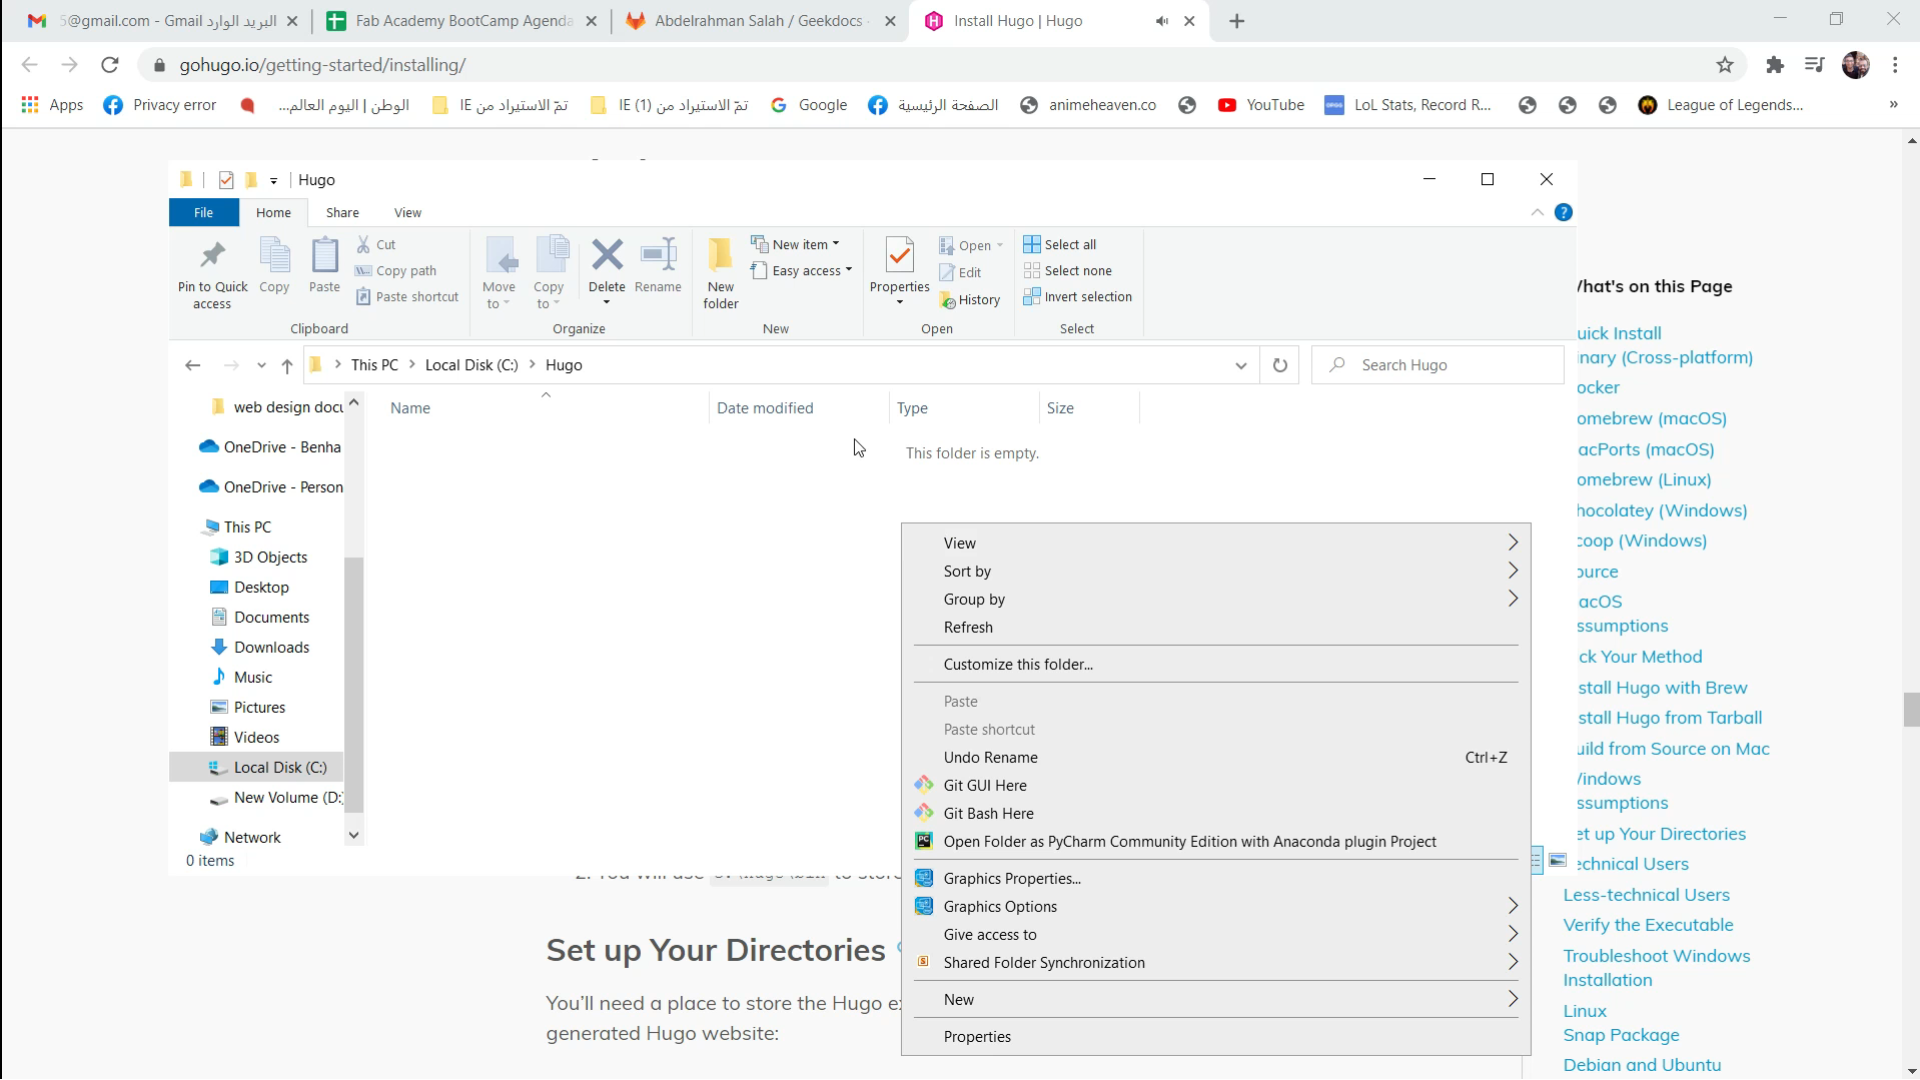 5@gmail.com - Gmail البريد الوارد
Fab Academy BootCamp Agenda
Abdelrahman Salah / Geekdocs
Install Hugo | Hugo
gohugo.io/getting-started/installing/
Apps
Privacy error
الوطن | اليوم العالم...
تمّ الاستيراد من IE
تمّ الاستيراد من IE (1)
Google
الصفحة الرئيسية
animeheaven.co
YouTube
LoL Stats, Record R...
League of Legends...
»
Hugo
File
Home
Share
View
Pin to Quick access
Copy
Paste
Cut
Copy path
Paste shortcut
Clipboard
Move to
Copy to
Delete
Rename
Organize
New folder
New item
Easy access
New
Properties
Open
Edit
History
Open
Select all
Select none
Invert selection
Select
This PC > Local Disk (C:) > Hugo
Search Hugo
Name
Date modified
Type
Size
This folder is empty.
web design docu
OneDrive - Benha
OneDrive - Person
This PC
3D Objects
Desktop
Documents
Downloads
Music
Pictures
Videos
Local Disk (C:)
New Volume (D:
Network
0 items
View
Sort by
Group by
Refresh
Customize this folder...
Paste
Paste shortcut
Undo Rename Ctrl+Z
Git GUI Here
Git Bash Here
Open Folder as PyCharm Community Edition with Anaconda plugin Project
Graphics Properties...
Graphics Options
Give access to
Shared Folder Synchronization
New
Properties
Set up Your Directories
You’ll need a place to store the Hugo ex
generated Hugo website:
hat's on this Page
uick Install
inary (Cross-platform)
ocker
omebrew (macOS)
acPorts (macOS)
omebrew (Linux)
hocolatey (Windows)
coop (Windows)
ource
acOS
ssumptions
ck Your Method
stall Hugo with Brew
stall Hugo from Tarball
uild from Source on Mac
indows
ssumptions
et up Your Directories
echnical Users
Less-technical Users
Verify the Executable
Troubleshoot Windows
Installation
Linux
Snap Package
Debian and Ubuntu